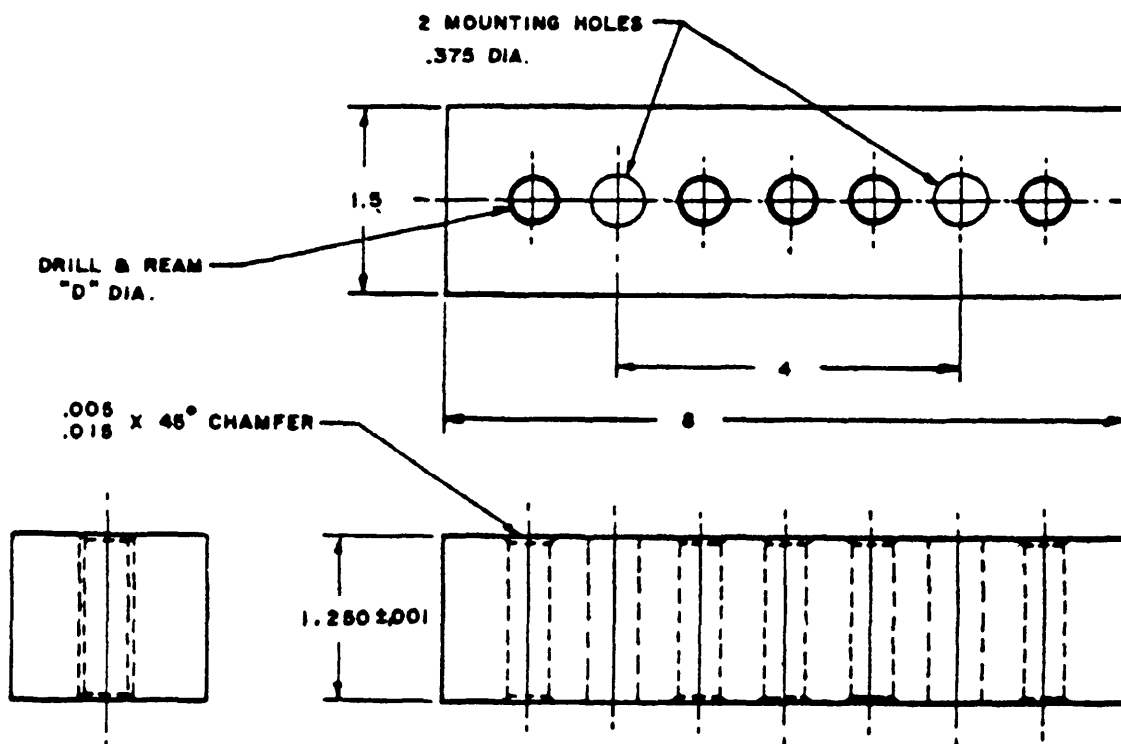 2 MOUNTING HOLES
.375 DIA.
1.5
DRILL & REAM
"D" DIA.
4
8
.005
.015 X 45° CHAMFER
1.250 ±.001